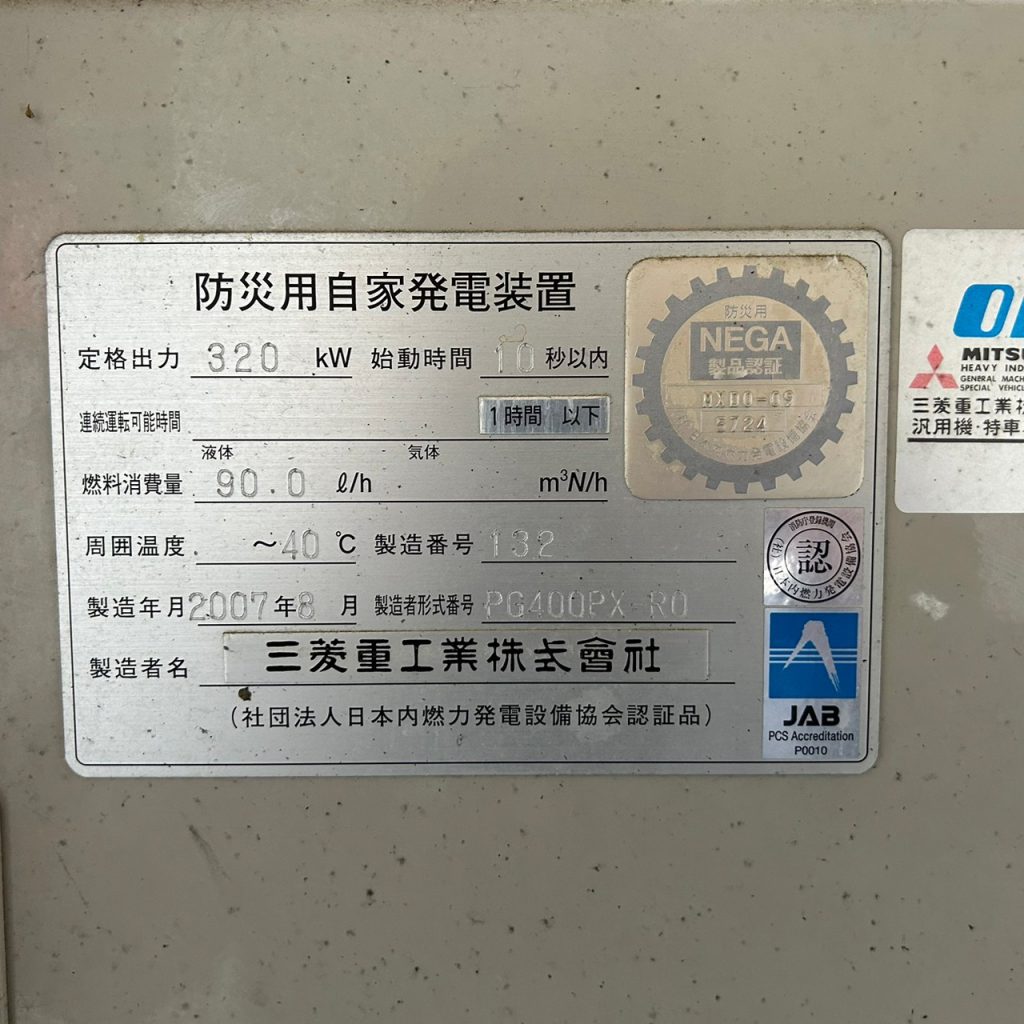 防災用自家発電装置
定格出力 320 kW 始動時間 10 秒以内
連続運転可能時間 1時間 以下
液体 気体
燃料消費量 90.0 ℓ/h m³N/h
周囲温度 ~40 ℃ 製造番号 132
製造年月 2007年8月 製造者形式番号 PG400PX-R0
製造者名 三菱重工業株式會社
(社団法人日本内燃力発電設備協会認証品)
防災用
NEGA
製品認証
認
JAB
PCS Accreditation
P0010
MITSU
HEAVY IND
GENERAL MACH
SPECIAL VEHICL
三菱重工業株
汎用機・特車